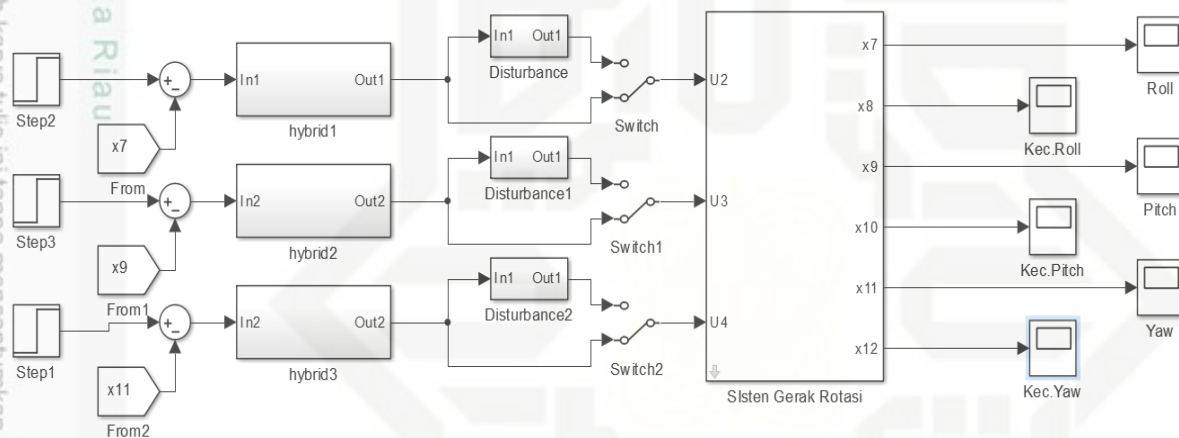 Step2
x7
From
In1 Out1
hybrid1
In1 Out1
Disturbance
Switch
Step3
x9
From1
In2 Out2
hybrid2
In1 Out1
Disturbance1
Switch1
Step1
x11
From2
In2 Out2
hybrid3
In1 Out1
Disturbance2
Switch2
U2
U3
U4
x7
x8
x9
x10
x11
x12
SIsten Gerak Rotasi
Roll
Kec.Roll
Pitch
Kec.Pitch
Yaw
Kec.Yaw
a Riau